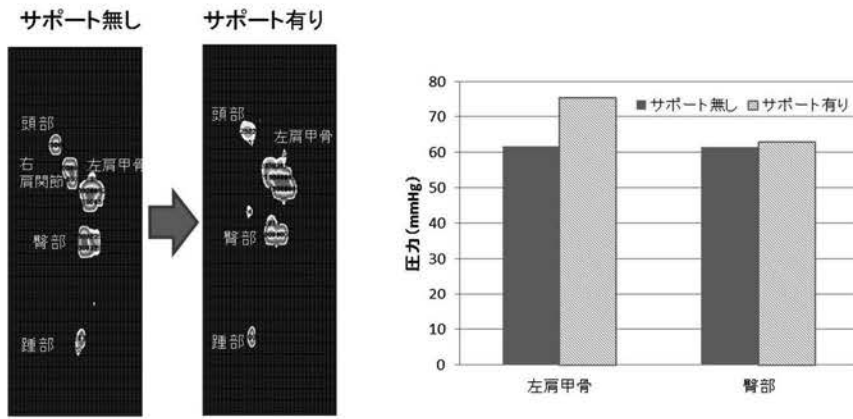 サポート無し
サポート有り
頭部
右
肩関節
左肩甲骨
臀部
踵部
頭部
左肩甲骨
臀部
踵部
80
70
60
50
40
30
20
10
0
圧力(mmHg)
サポート無し サポート有り
左肩甲骨
臀部